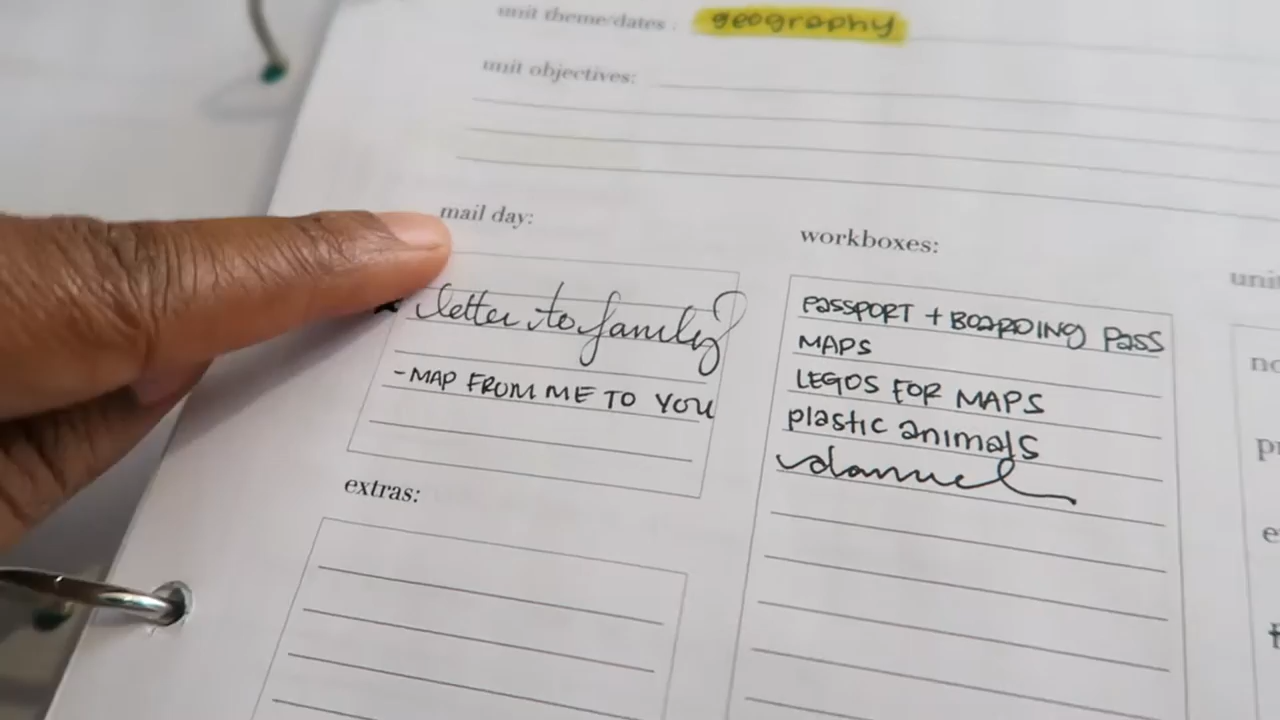 unit theme/dates : geography
unit objectives:
mail day:
letter to family
-MAP FROM ME TO YOU
extras:
workboxes:
PASSPORT + BOARDING PASS
MAPS
LEGOS FOR MAPS
plastic animals